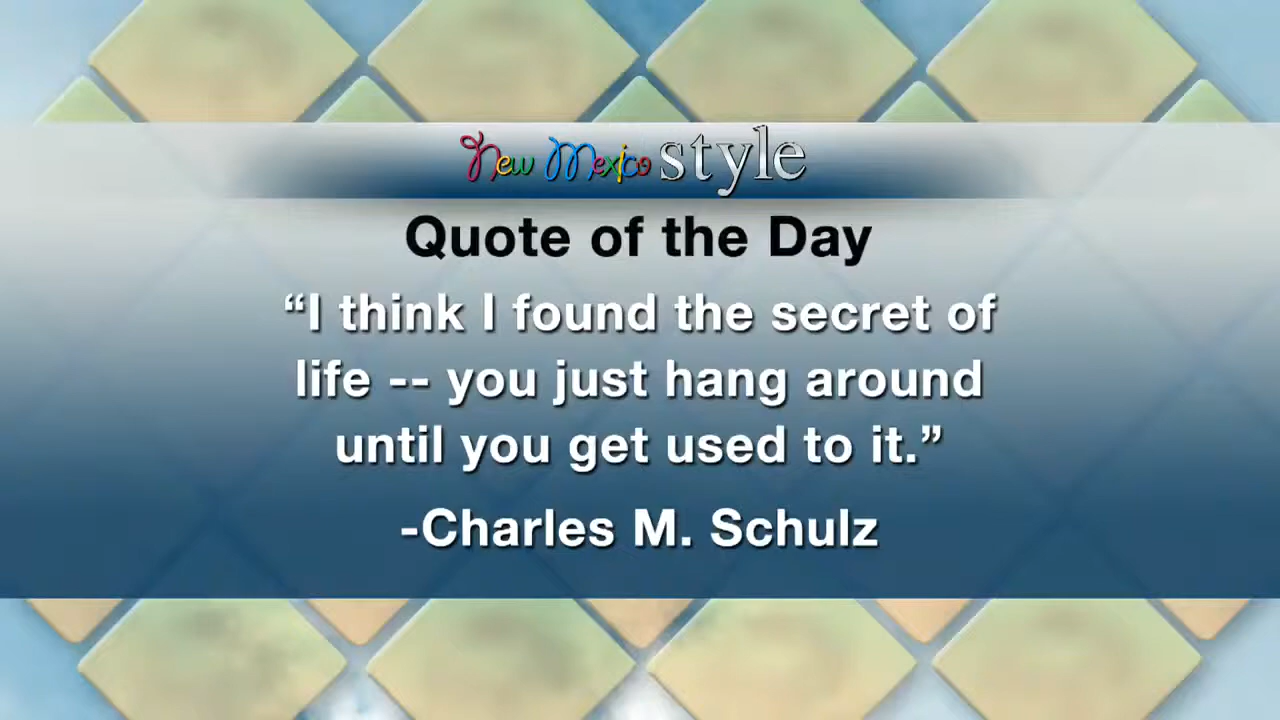 New Mexico style
Quote of the Day
“I think I found the secret of
life -- you just hang around
until you get used to it.”
-Charles M. Schulz